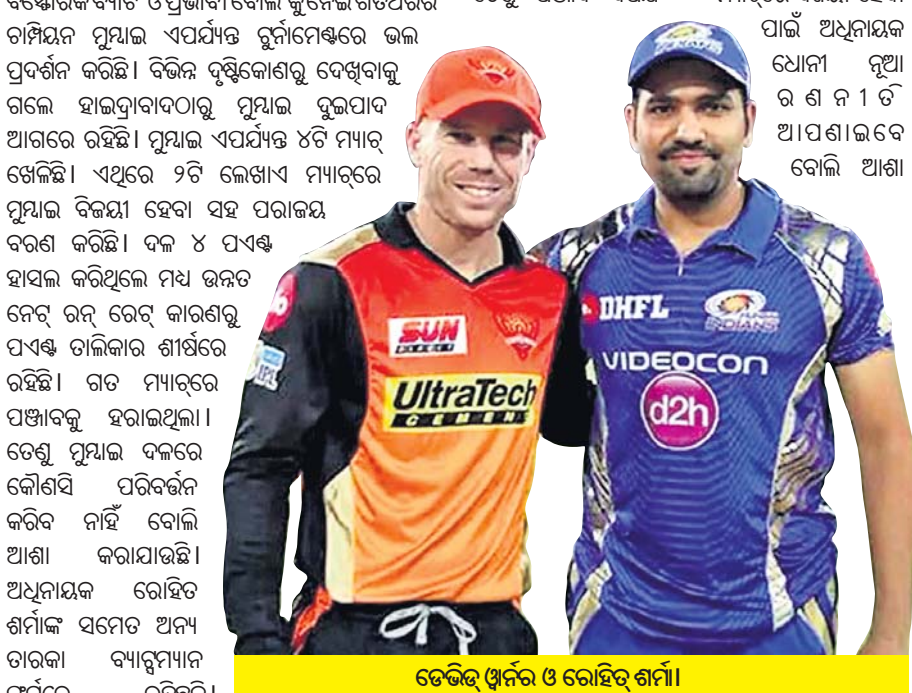 ଚାମ୍ପିୟନ ମୁମ୍ବାଇ ଏପର୍ଯ୍ୟନ୍ତ ଟୁର୍ନାମେଣ୍ଟରେ ଭଲ
ପ୍ରଦର୍ଶନ କରିଛି। ବିଭିନ୍ନ ଦୃଷ୍ଟିକୋଣରୁ ଦେଖିବାକୁ
ଗଲେ ହାଇଦ୍ରାବାଦଠାରୁ ମୁମ୍ବାଇ ଦୁଇପାଦ
ଆଗରେ ରହିଛି। ମୁମ୍ବାଇ ଏପର୍ଯ୍ୟନ୍ତ ୪ଟି ମ୍ୟାଚ୍
ଖେଳିଛି। ଏଥିରେ ୨ଟି ଲେଖାଏ ମ୍ୟାଚ୍‌ରେ
ମୁମ୍ବାଇ ବିଜୟୀ ହେବା ସହ ପରାଜୟ
ବରଣ କରିଛି। ଦଳ ୪ ପଏଣ୍ଟ
ହାସଲ କରିଥିଲେ ମଧ୍ୟ ଉନ୍ନତ
ନେଟ୍ ରନ୍ ରେଟ୍ କାରଣରୁ
ପଏଣ୍ଟ ତାଲିକାର ଶୀର୍ଷରେ
ରହିଛି। ଗତ ମ୍ୟାଚ୍‌ରେ
ପଞ୍ଜାବକୁ ହରାଇଥିଲା।
ତେଣୁ ମୁମ୍ବାଇ ଦଳରେ
କୌଣସି ପରିବର୍ତ୍ତନ
କରିବ ନାହିଁ ବୋଲି
ଆଶା କରାଯାଉଛି।
ଅଧିନାୟକ ରୋହିତ
ଶର୍ମାଙ୍କ ସମେତ ଅନ୍ୟ
ତାରକା ବ୍ୟାଟ୍ସମ୍ୟାନ
ପାଇଁ ଅଧିନାୟକ
ଧୋନୀ ନୂଆ
ରଣନୀତି
ଆପଣାଇବେ
ବୋଲି ଆଶା
SUN
UltraTech
CEMENT
IPL
DHFL
INDIANS
VIDEOCON
d2h
ଡେଭିଡ୍ ୱାର୍ନର ଓ ରୋହିତ୍ ଶର୍ମା।